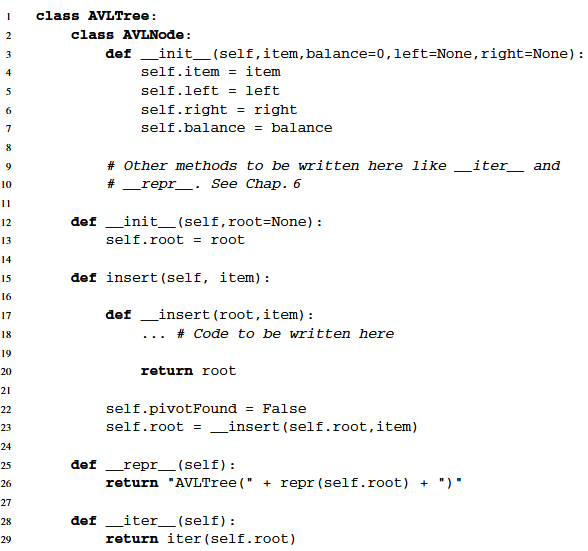 1 class AVLTree:
2     class AVLNode:
3         def __init__(self,item,balance=0,left=None,right=None):
4             self.item = item
5             self.left = left
6             self.right = right
7             self.balance = balance
8
9         # Other methods to be written here like __iter__ and
10         # __repr__. See Chap. 6
11
12     def __init__(self,root=None):
13         self.root = root
14
15     def insert(self, item):
16
17         def __insert(root,item):
18             ... # Code to be written here
19
20             return root
21
22         self.pivotFound = False
23         self.root = __insert(self.root,item)
24
25     def __repr__(self):
26         return "AVLTree(" + repr(self.root) + ")"
27
28     def __iter__(self):
29         return iter(self.root)